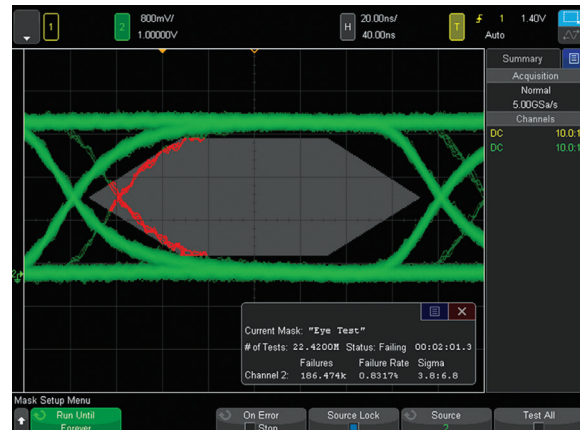 1 2 800mV/ 1.00000V H 20.00ns/ 40.00ns T 1 1.40V Auto
Summary
Acquisition
Normal
5.00GSa/s
Channels
DC 10.0:1
DC 10.0:1
2
Current Mask: "Eye Test"
# of Tests: 22.4200M Status: Failing 00:02:01.3
Failures Failure Rate Sigma
Channel 2: 186.474k 0.8317% 3.8:6.8
Mask Setup Menu
Run Until Forever
On Error Stop
Source Lock
Source 2
Test All